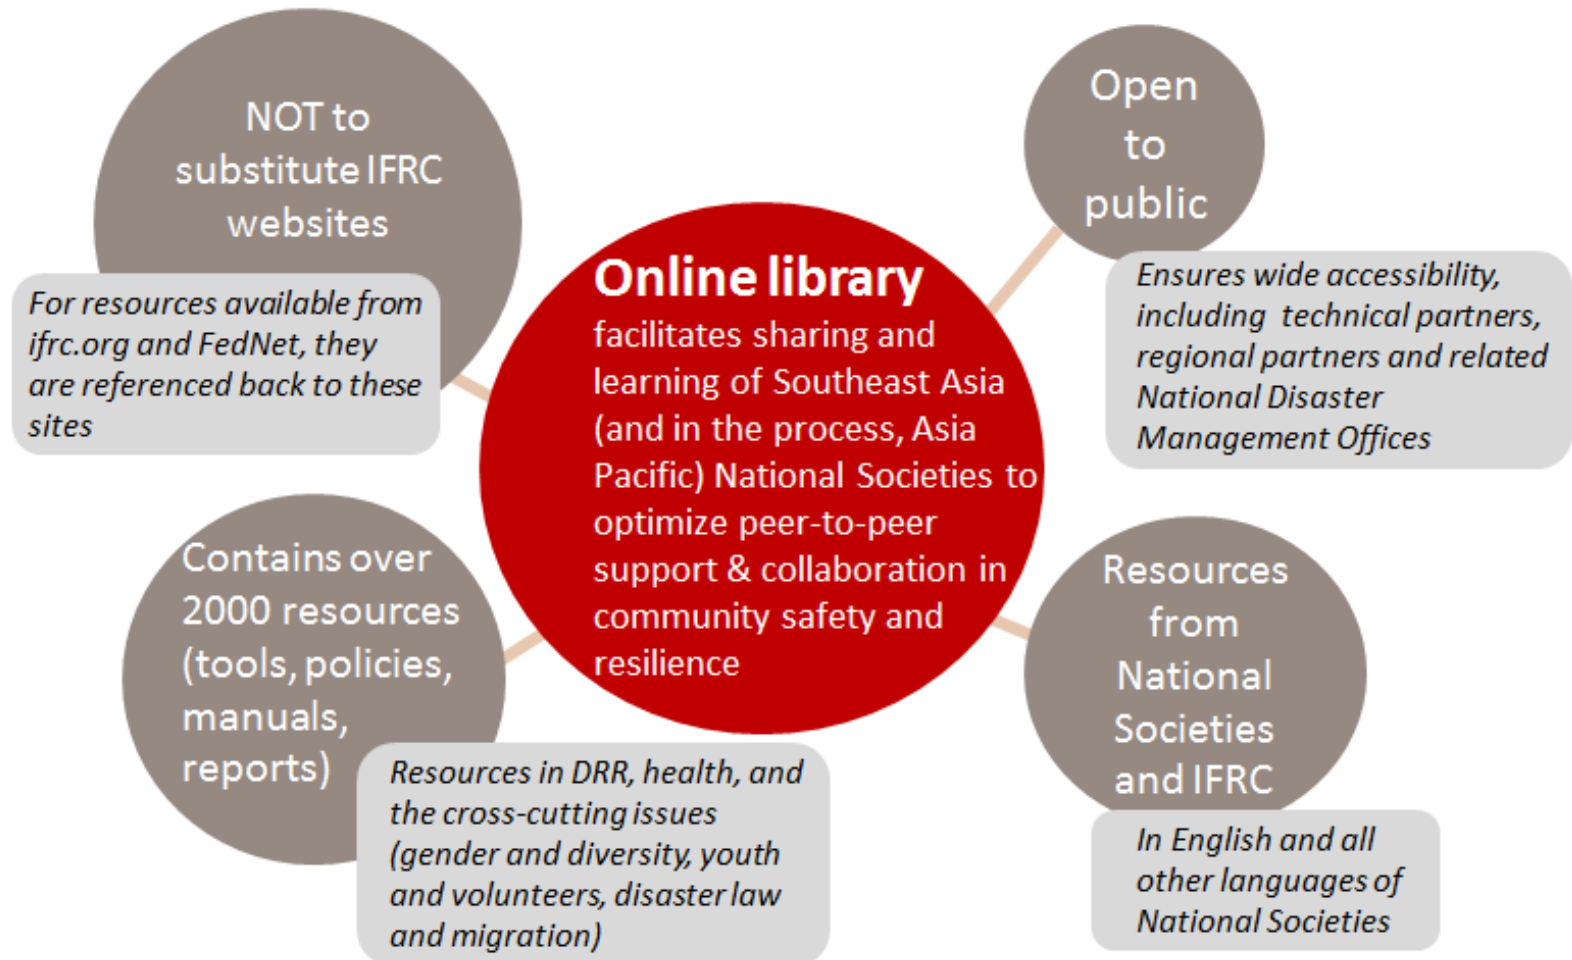 NOT to
substitute IFRC
websites
For resources available from
ifrc.org and FedNet, they
are referenced back to these
sites
Open
to
public
Ensures wide accessibility,
including technical partners,
regional partners and related
National Disaster
Management Offices
Online library
facilitates sharing and
learning of Southeast Asia
(and in the process, Asia
Pacific) National Societies to
optimize peer-to-peer
support & collaboration in
community safety and
resilience
Contains over
2000 resources
(tools, policies,
manuals,
reports)
Resources in DRR, health, and
the cross-cutting issues
(gender and diversity, youth
and volunteers, disaster law
and migration)
Resources
from
National
Societies
and IFRC
In English and all
other languages of
National Societies